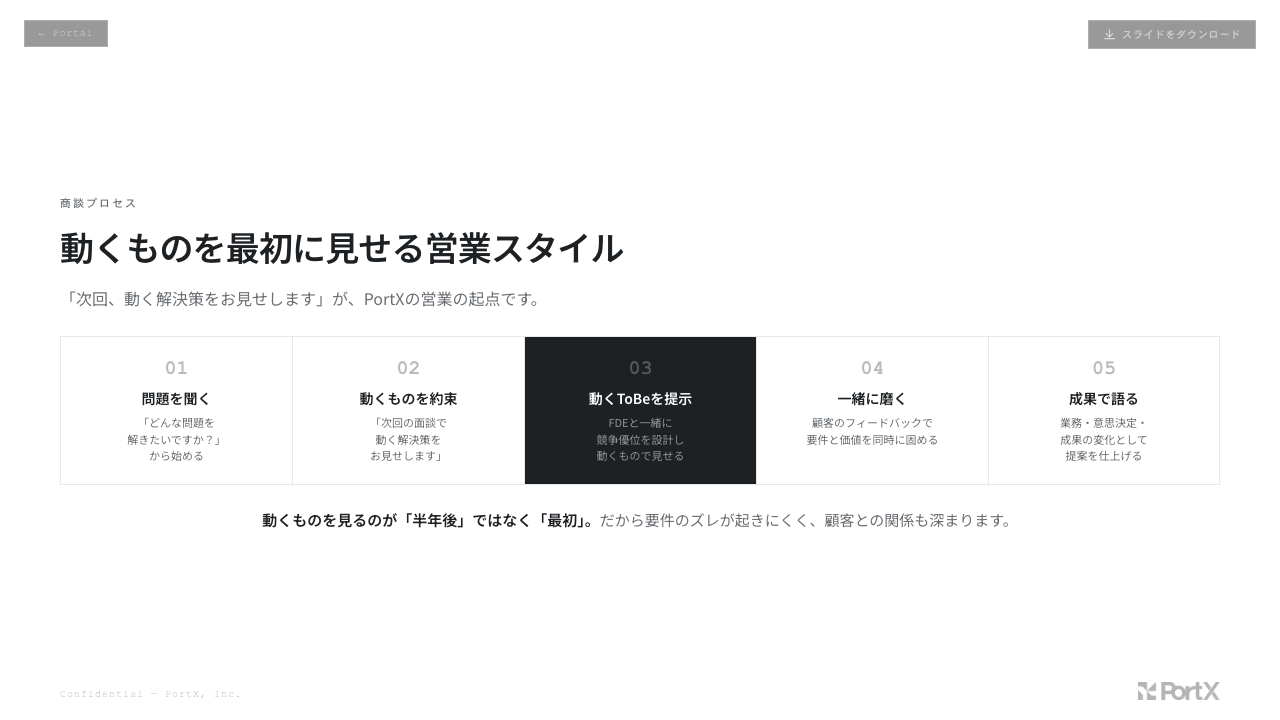 ← Portal
スライドをダウンロード
商談プロセス
動くものを最初に見せる営業スタイル
「次回、動く解決策をお見せします」が、PortXの営業の起点です。
01
問題を聞く
「どんな問題を
解きたいですか？」
から始める
02
動くものを約束
「次回の面談で
動く解決策を
お見せします」
03
動くToBeを提示
FDEと一緒に
競争優位を設計し
動くもので見せる
04
一緒に磨く
顧客のフィードバックで
要件と価値を同時に固める
05
成果で語る
業務・意思決定・
成果の変化として
提案を仕上げる
動くものを見るのが「半年後」ではなく「最初」。だから要件のズレが起きにくく、顧客との関係も深まります。
Confidential — PortX, Inc.
PortX